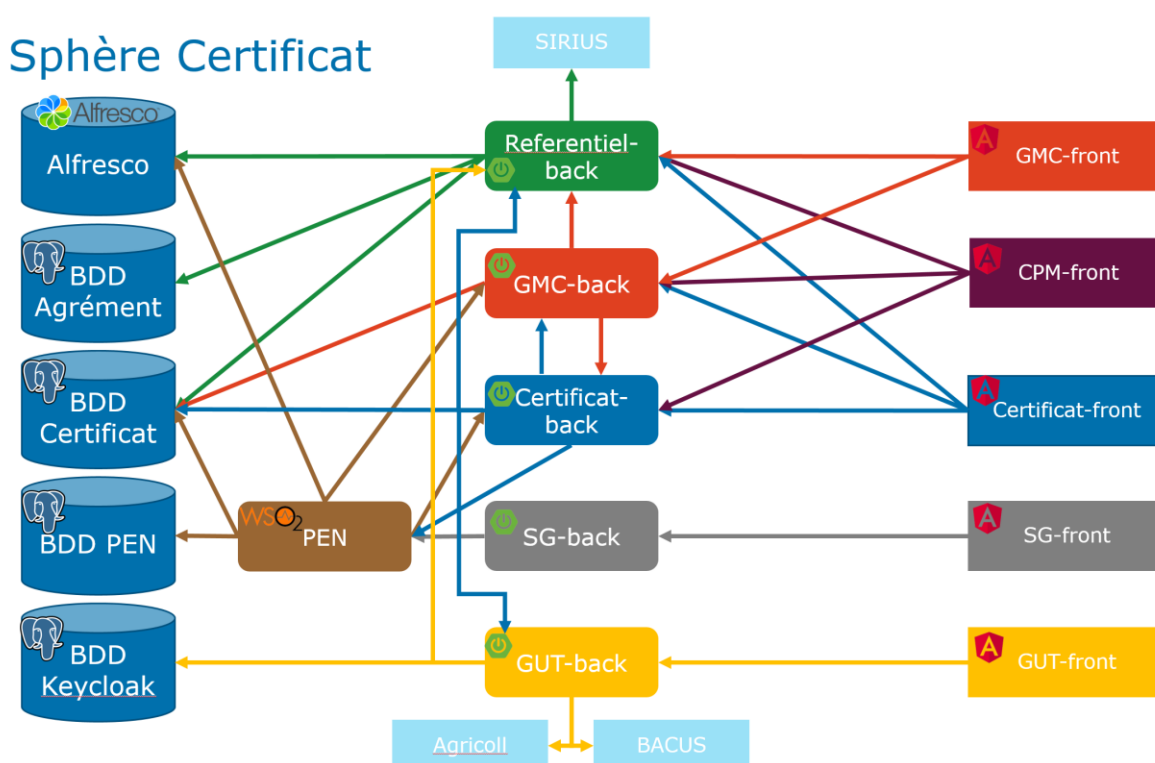 SIRIUS
Sphère Certificat
Alfresco
Alfresco
Referentiel-
back
GMC-front
BDD
Agrément
GMC-back
CPM-front
BDD
Certificat
Certificat-
back
Certificat-front
BDD PEN
WSO2
PEN
SG-back
SG-front
BDD
Keycloak
GUT-back
GUT-front
Agricoll
BACUS